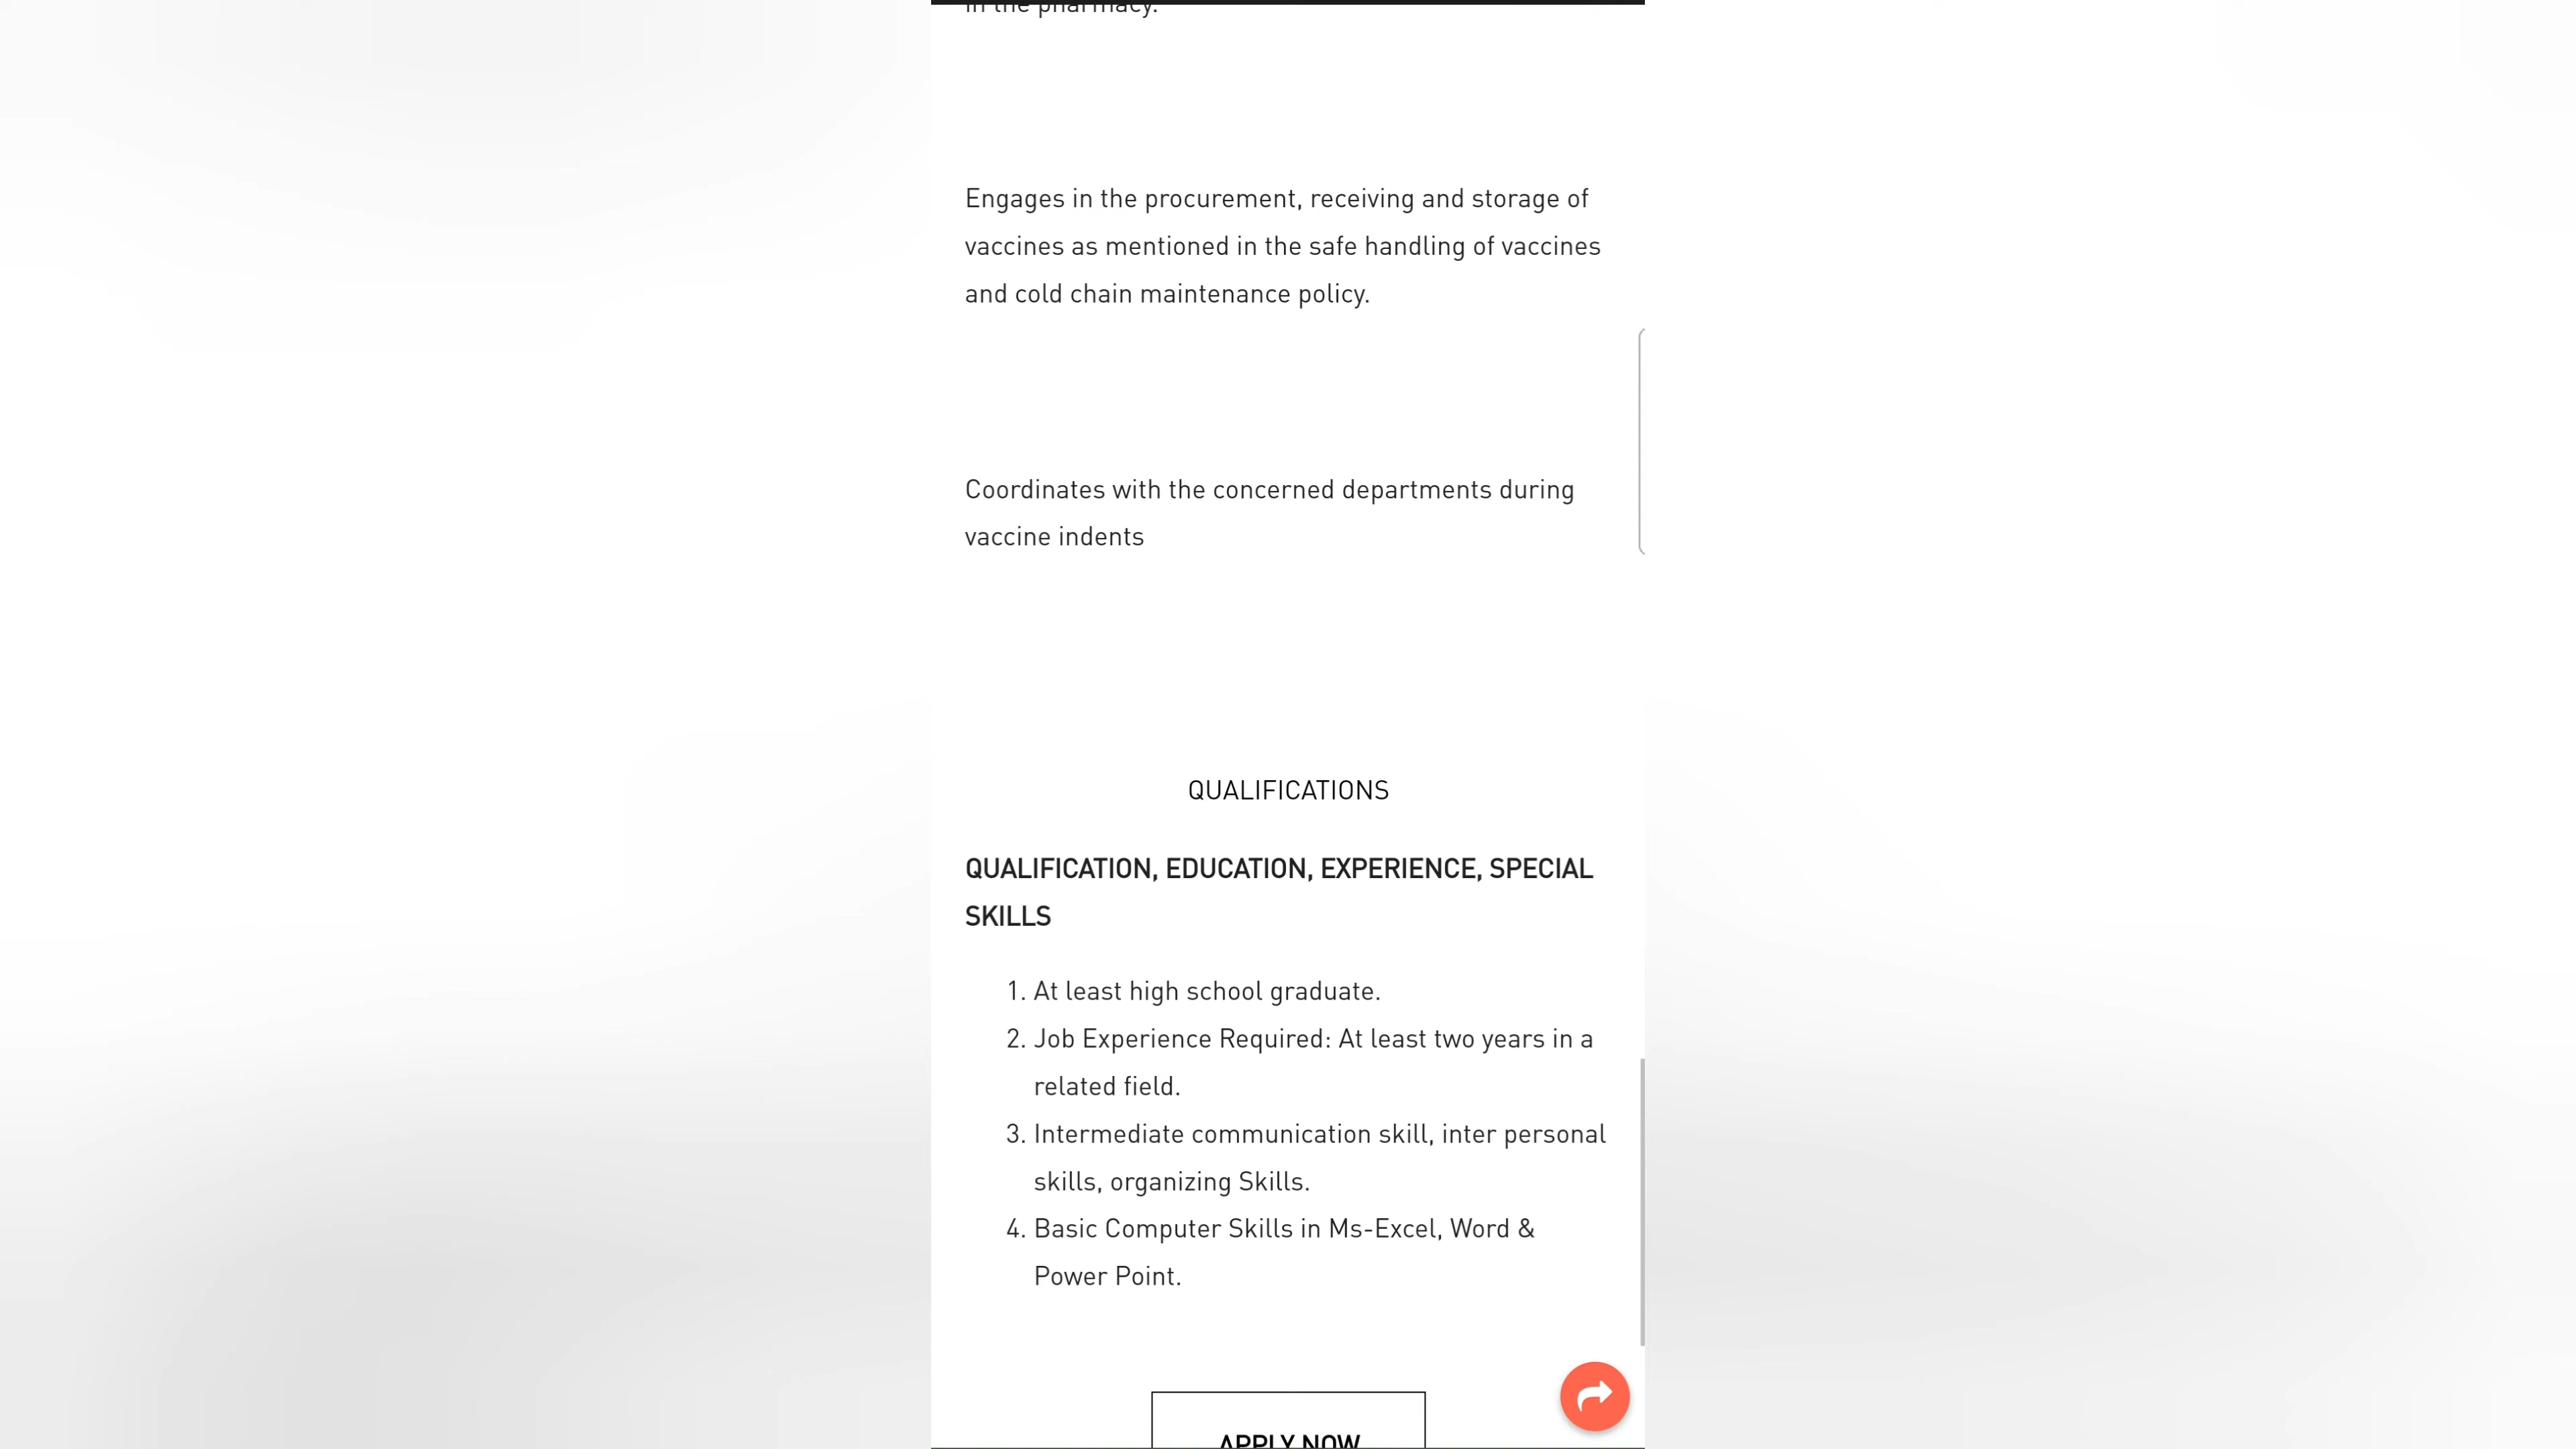 in the pharmacy.
Engages in the procurement, receiving and storage of
vaccines as mentioned in the safe handling of vaccines
and cold chain maintenance policy.
Coordinates with the concerned departments during
vaccine indents
QUALIFICATIONS
QUALIFICATION, EDUCATION, EXPERIENCE, SPECIAL
SKILLS
1. At least high school graduate.
2. Job Experience Required: At least two years in a
related field.
3. Intermediate communication skill, inter personal
skills, organizing Skills.
4. Basic Computer Skills in Ms-Excel, Word &
Power Point.
APPLY NOW